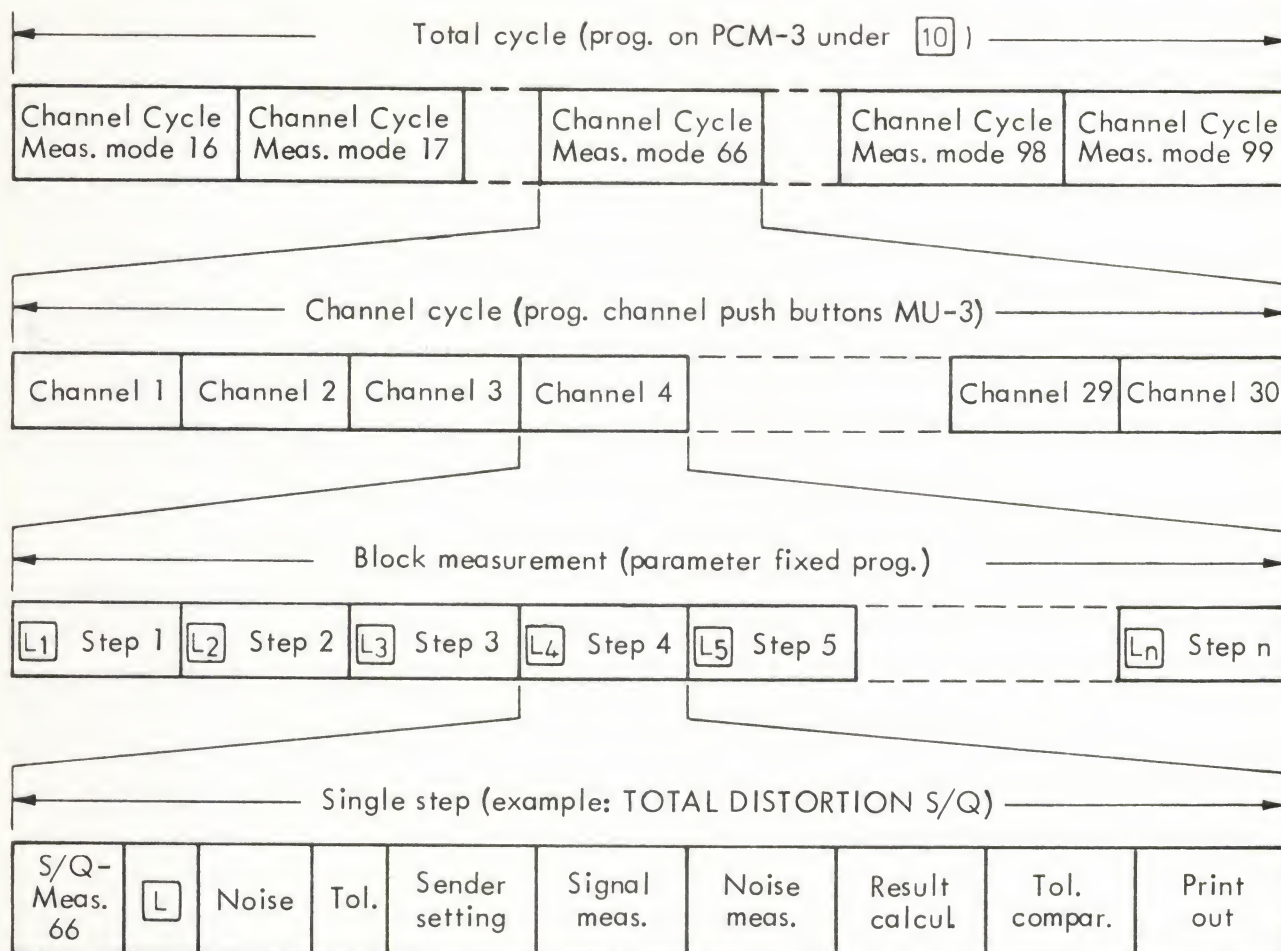 Total cycle (prog. on PCM-3 under 10 )
Channel Cycle Meas. mode 16
Channel Cycle Meas. mode 17
Channel Cycle Meas. mode 66
Channel Cycle Meas. mode 98
Channel Cycle Meas. mode 99
Channel cycle (prog. channel push buttons MU-3)
Channel 1
Channel 2
Channel 3
Channel 4
Channel 29
Channel 30
Block measurement (parameter fixed prog.)
L1 Step 1
L2 Step 2
L3 Step 3
L4 Step 4
L5 Step 5
Ln Step n
Single step (example: TOTAL DISTORTION S/Q)
S/Q-
Meas.
66
L
Noise
Tol.
Sender
setting
Signal
meas.
Noise
meas.
Result
calcul.
Tol.
compar.
Print
out